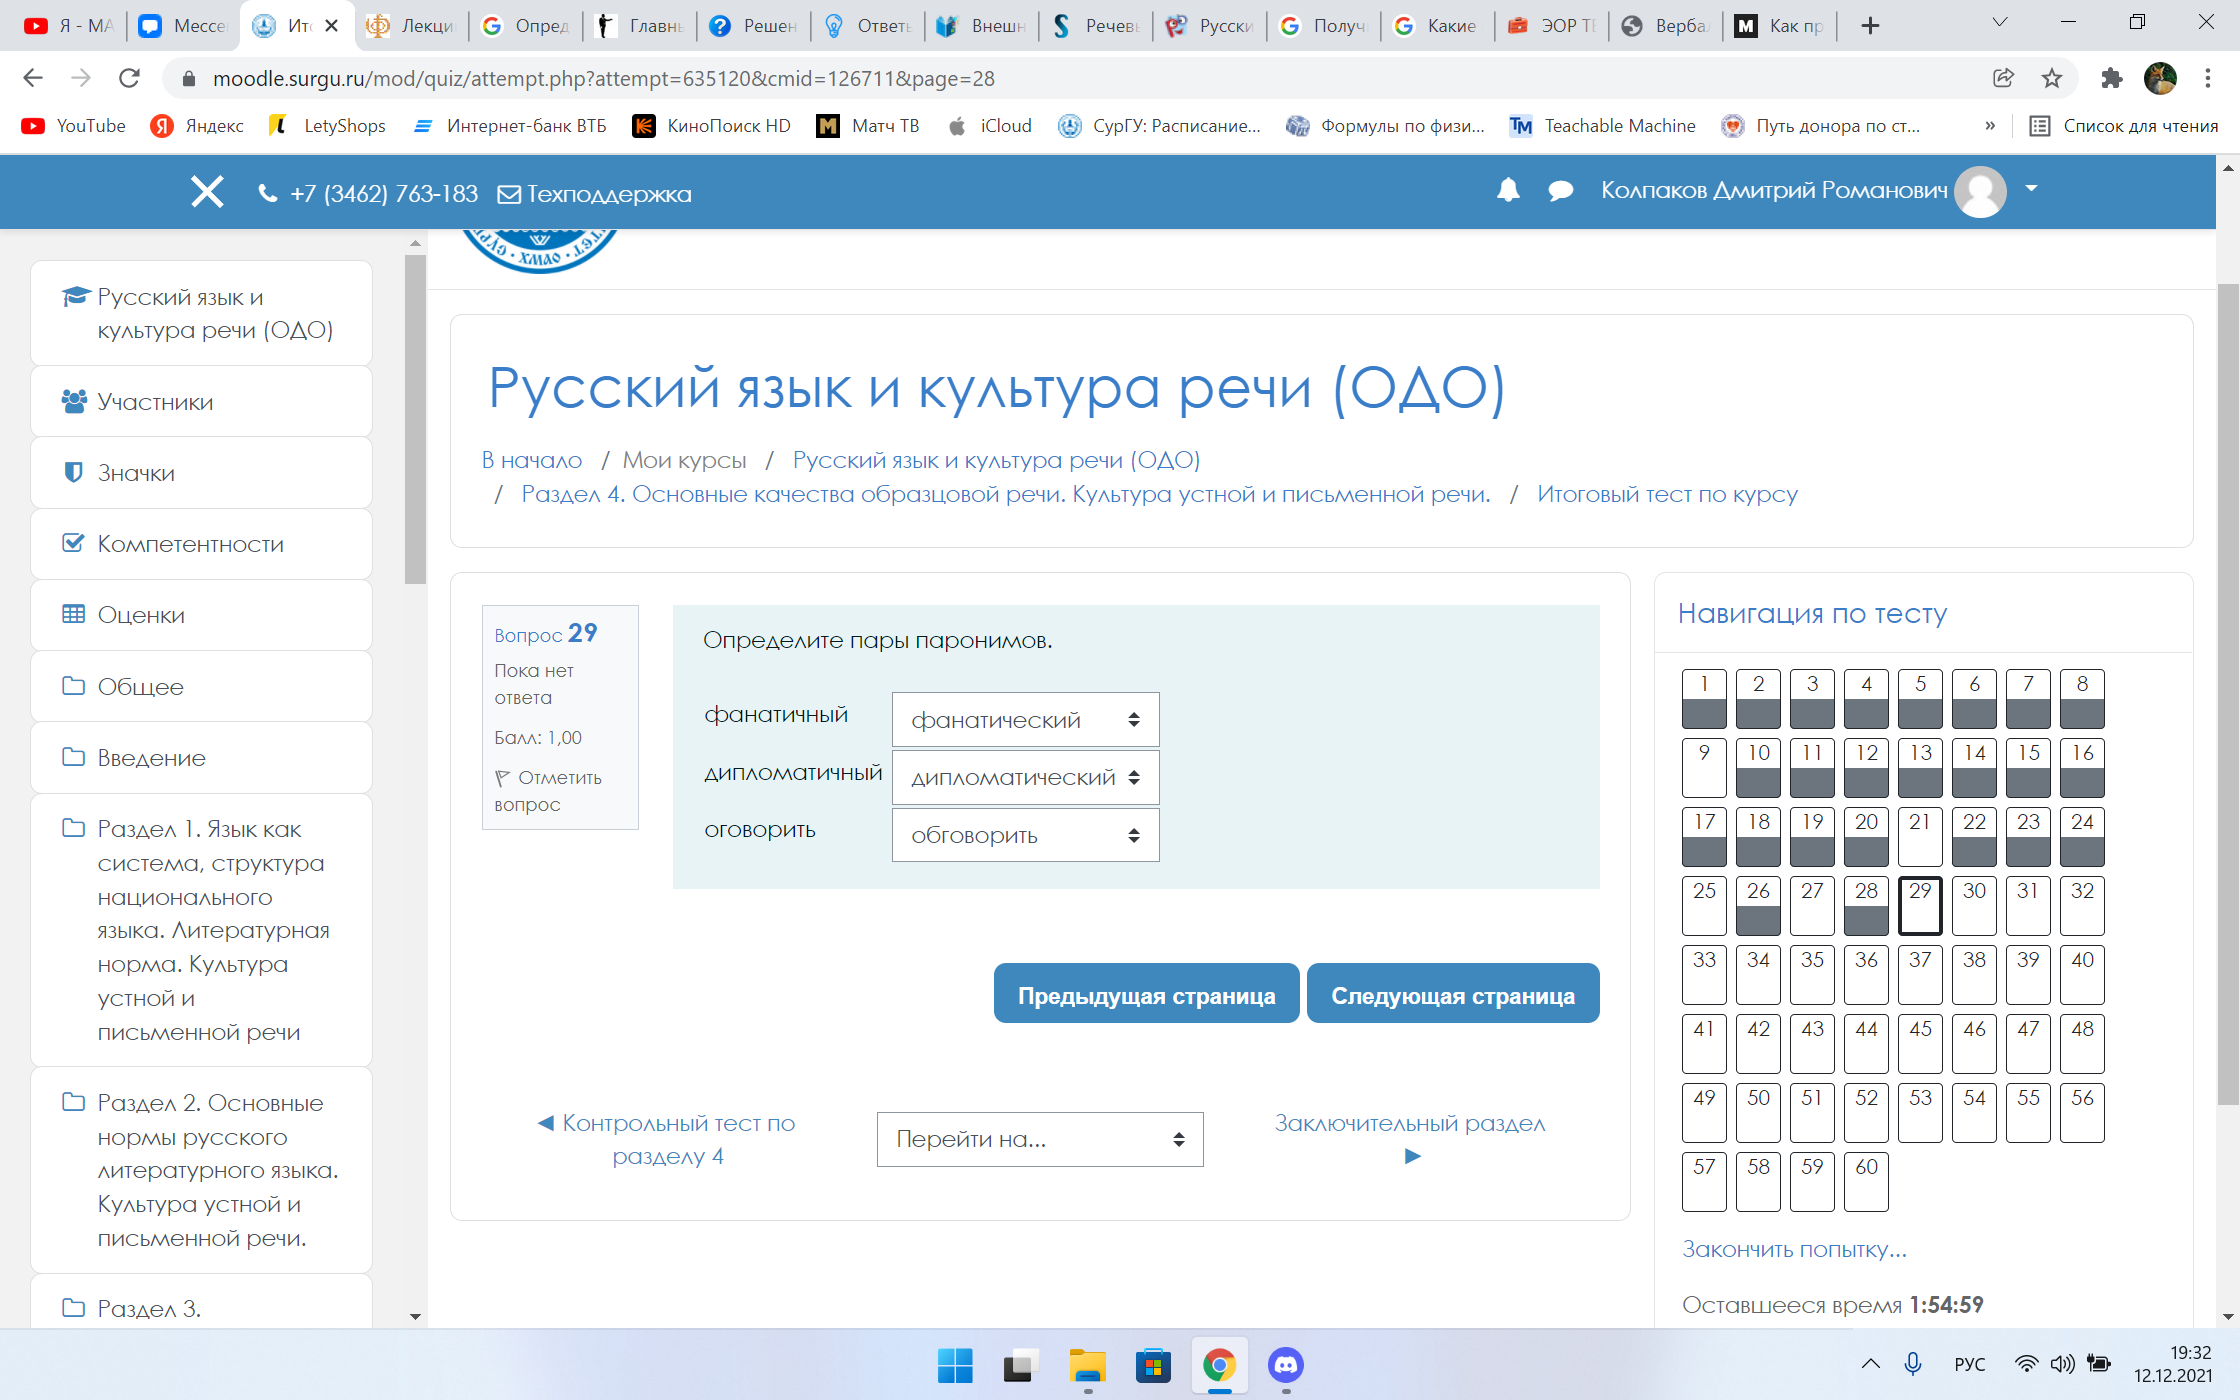 Я - МА
Мессе
Ито
Лекци
Опред
Главнь
Решен
Ответь
Внешн
Речевь
Русски
Получ
Какие
ЭОР ТЕ
Верба
Как пр
moodle.surgu.ru/mod/quiz/attempt.php?attempt=635120&cmid=126711&page=28
YouTube
Яндекс
LetyShops
Интернет-банк ВТБ
КиноПоиск HD
Матч ТВ
iCloud
СурГУ: Расписание...
Формулы по физи...
Teachable Machine
Путь донора по ст...
»
Список для чтения
+7 (3462) 763-183
Техподдержка
Колпаков Дмитрий Романович
Русский язык и
культура речи (ОДО)
Участники
Значки
Компетентности
Оценки
Общее
Введение
Раздел 1. Язык как
система, структура
национального
языка. Литературная
норма. Культура
устной и
письменной речи
Раздел 2. Основные
нормы русского
литературного языка.
Культура устной и
письменной речи.
Раздел 3.
Русский язык и культура речи (ОДО)
В начало / Мои курсы / Русский язык и культура речи (ОДО)
/ Раздел 4. Основные качества образцовой речи. Культура устной и письменной речи. / Итоговый тест по курсу
Вопрос 29
Пока нет
ответа
Балл: 1,00
Отметить
вопрос
Определите пары паронимов.
фанатичный фанатический
дипломатичный дипломатический
оговорить обговорить
Предыдущая страница
Следующая страница
◄ Контрольный тест по
разделу 4
Перейти на...
Заключительный раздел
►
Навигация по тесту
1 2 3 4 5 6 7 8
9 10 11 12 13 14 15 16
17 18 19 20 21 22 23 24
25 26 27 28 29 30 31 32
33 34 35 36 37 38 39 40
41 42 43 44 45 46 47 48
49 50 51 52 53 54 55 56
57 58 59 60
Закончить попытку...
Оставшееся время 1:54:59
РУС
19:32
12.12.2021